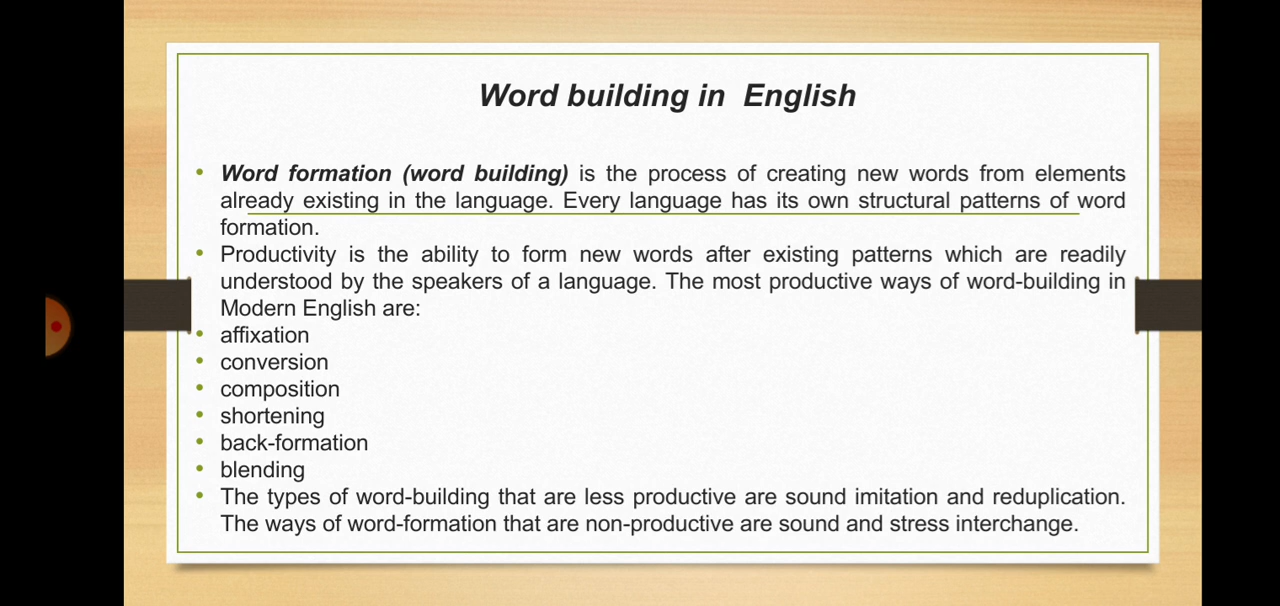 Word building in English
• Word formation (word building) is the process of creating new words from elements
already existing in the language. Every language has its own structural patterns of word
formation.
• Productivity is the ability to form new words after existing patterns which are readily
understood by the speakers of a language. The most productive ways of word-building in
Modern English are:
• affixation
• conversion
• composition
• shortening
• back-formation
• blending
• The types of word-building that are less productive are sound imitation and reduplication.
The ways of word-formation that are non-productive are sound and stress interchange.